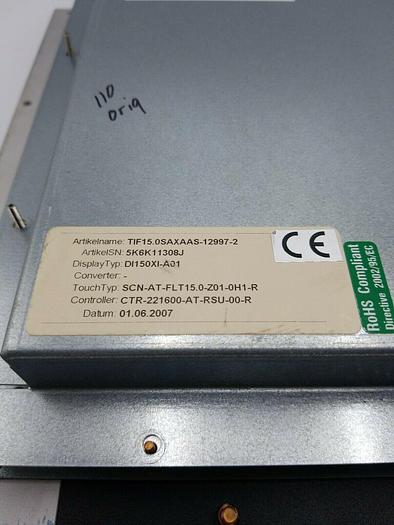 110
orig
Artikelname: TIF15.0SAXAAS-12997-2
ArtikelSN: 5K6K11308J
DisplayTyp: DI150XI-A01
Converter: -
TouchTyp: SCN-AT-FLT15.0-Z01-0H1-R
Controller: CTR-221600-AT-RSU-00-R
Datum: 01.06.2007
CE
RoHS Compliant
Directive 2002/95/EC